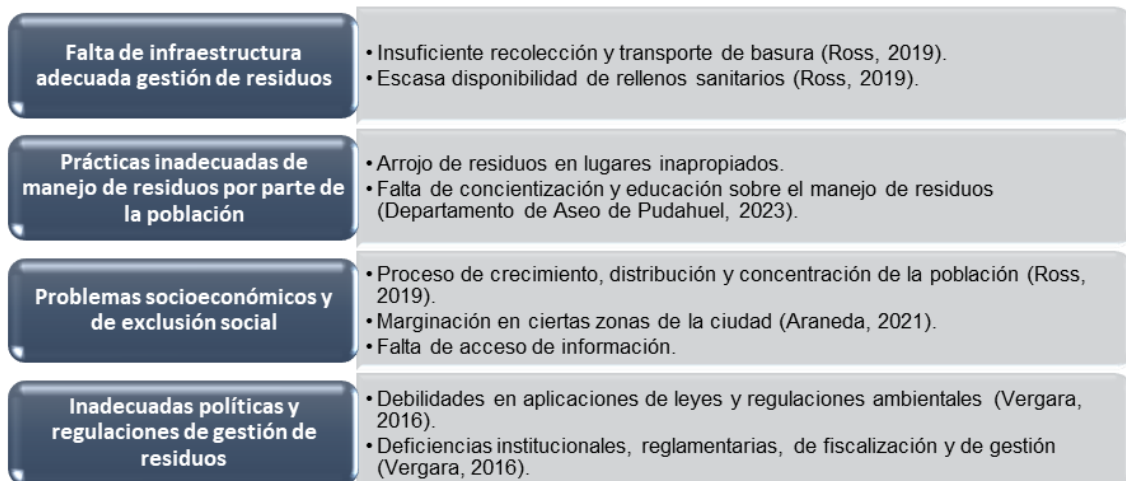 Falta de infraestructura
adecuada gestión de residuos
• Insuficiente recolección y transporte de basura (Ross, 2019).
• Escasa disponibilidad de rellenos sanitarios (Ross, 2019).
Prácticas inadecuadas de
manejo de residuos por parte de
la población
• Arrojo de residuos en lugares inapropiados.
• Falta de concientización y educación sobre el manejo de residuos
(Departamento de Aseo de Pudahuel, 2023).
Problemas socioeconómicos y
de exclusión social
• Proceso de crecimiento, distribución y concentración de la población (Ross,
2019).
• Marginación en ciertas zonas de la ciudad (Araneda, 2021).
• Falta de acceso de información.
Inadecuadas políticas y
regulaciones de gestión de
residuos
• Debilidades en aplicaciones de leyes y regulaciones ambientales (Vergara,
2016).
• Deficiencias institucionales, reglamentarias, de fiscalización y de gestión
(Vergara, 2016).